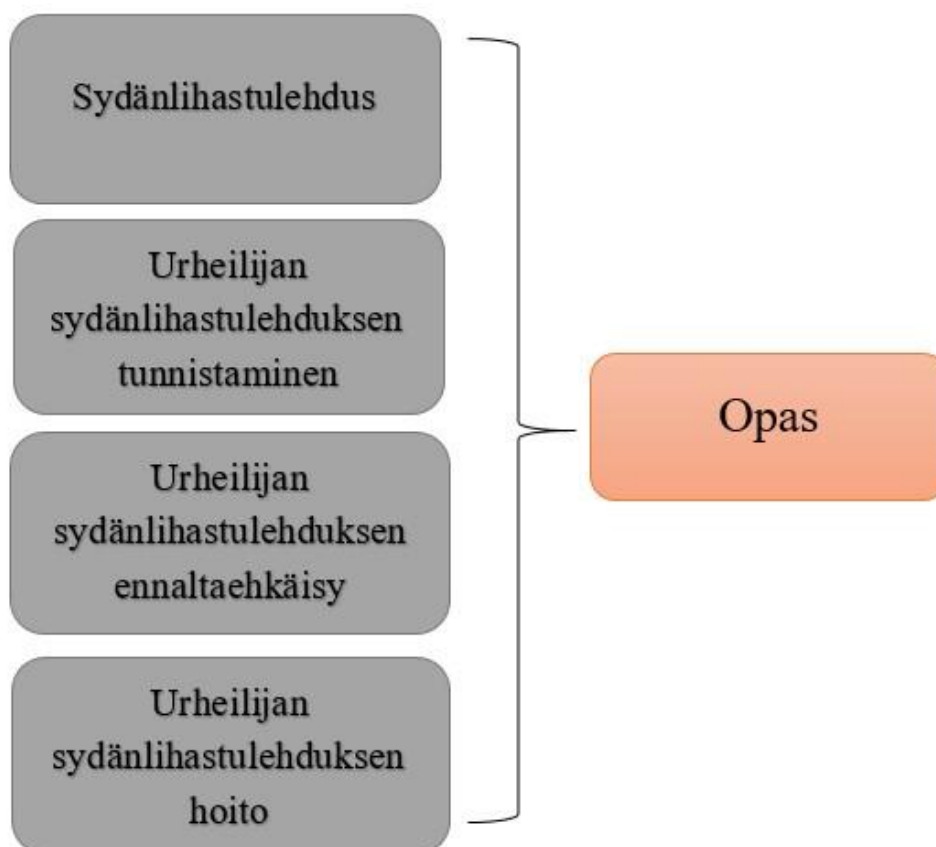 Sydänlihastulehdus
Urheilijan
sydänlihastulehduksen
tunnistaminen
Urheilijan
sydänlihastulehduksen
ennaltaehkäisy
Urheilijan
sydänlihastulehduksen
hoito
Opas